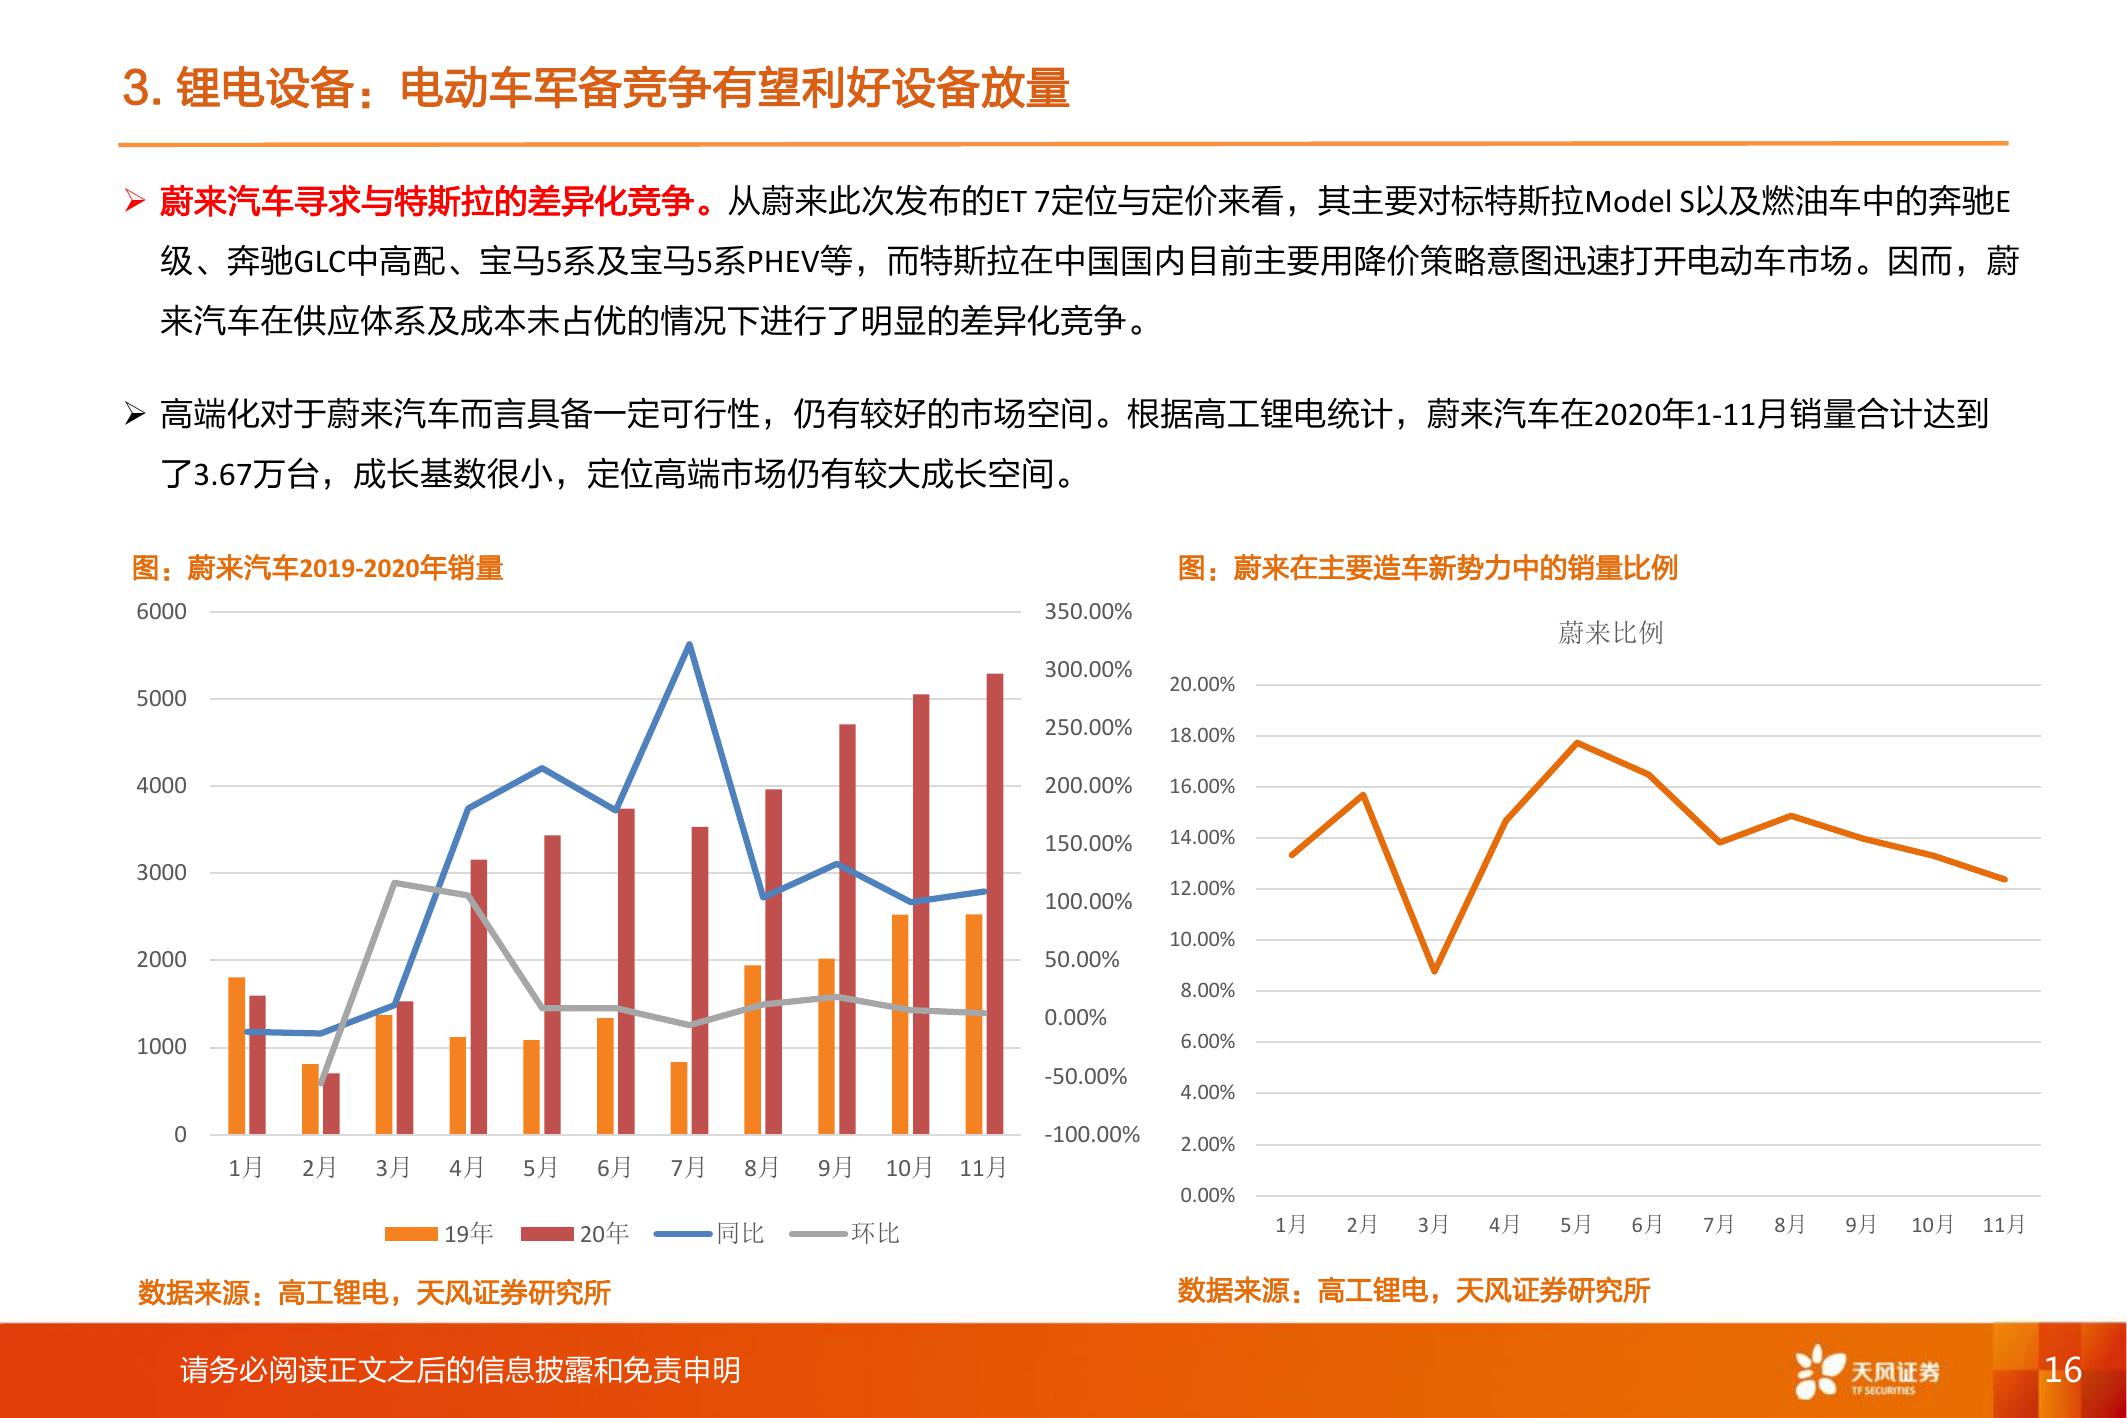 3. 锂电设备：电动车军备竞争有望利好设备放量
➢ 蔚来汽车寻求与特斯拉的差异化竞争。从蔚来此次发布的ET 7定位与定价来看，其主要对标特斯拉Model S以及燃油车中的奔驰E
级、奔驰GLC中高配、宝马5系及宝马5系PHEV等，而特斯拉在中国国内目前主要用降价策略意图迅速打开电动车市场。因而，蔚
来汽车在供应体系及成本未占优的情况下进行了明显的差异化竞争。
➢ 高端化对于蔚来汽车而言具备一定可行性，仍有较好的市场空间。根据高工锂电统计，蔚来汽车在2020年1-11月销量合计达到
了3.67万台，成长基数很小，定位高端市场仍有较大成长空间。
图：蔚来汽车2019-2020年销量
6000
5000
4000
3000
2000
1000
0
350.00%
300.00%
250.00%
200.00%
150.00%
100.00%
50.00%
0.00%
-50.00%
-100.00%
1月 2月 3月 4月 5月 6月 7月 8月 9月 10月 11月
19年 20年 同比 环比
数据来源：高工锂电，天风证券研究所
图：蔚来在主要造车新势力中的销量比例
蔚来比例
20.00%
18.00%
16.00%
14.00%
12.00%
10.00%
8.00%
6.00%
4.00%
2.00%
0.00%
1月 2月 3月 4月 5月 6月 7月 8月 9月 10月 11月
数据来源：高工锂电，天风证券研究所
请务必阅读正文之后的信息披露和免责申明
天风证券
TF SECURITIES
16